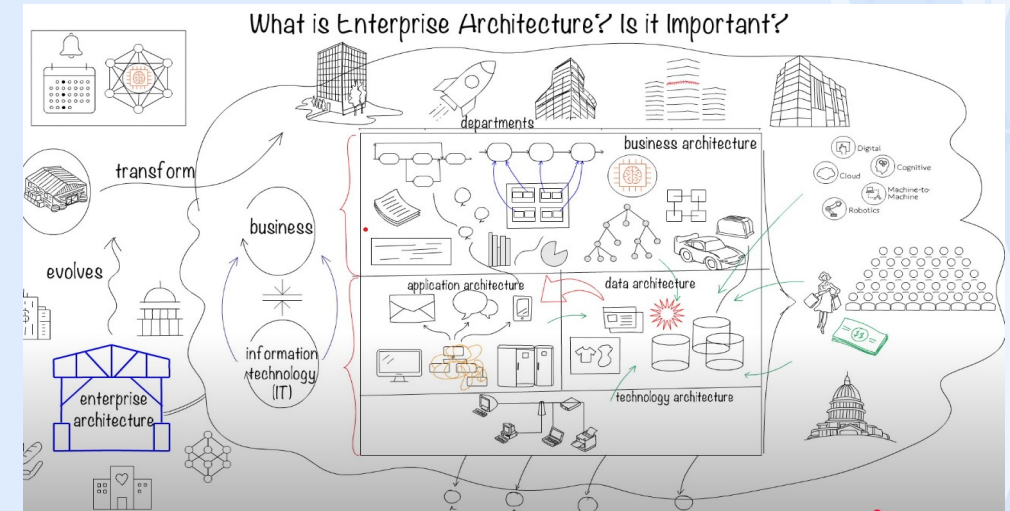 What is Enterprise Architecture? Is it Important?
departments
business architecture
transform
Digital
Cognitive
Cloud
Machine-to-
Machine
Robotics
business
evolves
application architecture
data architecture
information
technology
(IT)
enterprise
architecture
technology architecture
$$